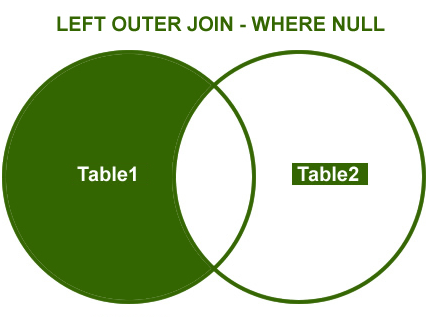 LEFT OUTER JOIN - WHERE NULL
Table1
Table2